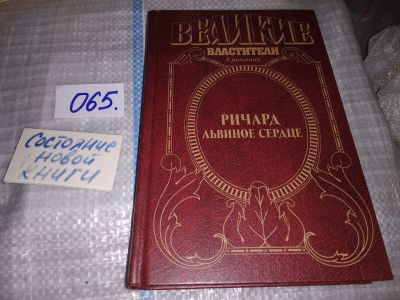 ВЕЛИКИЕ
ВЛАСТИТЕЛИ
в романах
РИЧАРД
ЛЬВИНОЕ СЕРДЦЕ
065.
Состояние
новой
книги